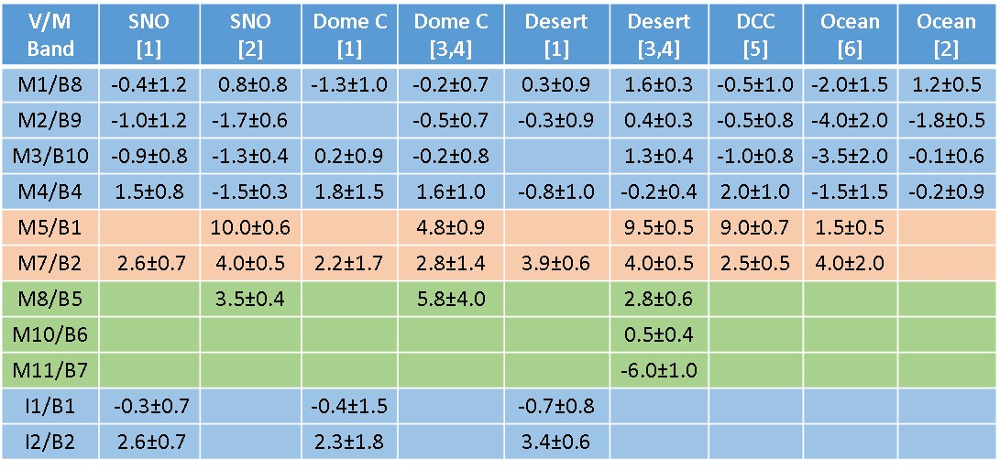 V/M Band SNO [1] SNO [2] Dome C [1] Dome C [3,4] Desert [1] Desert [3,4] DCC [5] Ocean [6] Ocean [2]
M1/B8 -0.4±1.2 0.8±0.8 -1.3±1.0 -0.2±0.7 0.3±0.9 1.6±0.3 -0.5±1.0 -2.0±1.5 1.2±0.5
M2/B9 -1.0±1.2 -1.7±0.6 -0.5±0.7 -0.3±0.9 0.4±0.3 -0.5±0.8 -4.0±2.0 -1.8±0.5
M3/B10 -0.9±0.8 -1.3±0.4 0.2±0.9 -0.2±0.8 1.3±0.4 -1.0±0.8 -3.5±2.0 -0.1±0.6
M4/B4 1.5±0.8 -1.5±0.3 1.8±1.5 1.6±1.0 -0.8±1.0 -0.2±0.4 2.0±1.0 -1.5±1.5 -0.2±0.9
M5/B1 10.0±0.6 4.8±0.9 9.5±0.5 9.0±0.7 1.5±0.5
M7/B2 2.6±0.7 4.0±0.5 2.2±1.7 2.8±1.4 3.9±0.6 4.0±0.5 2.5±0.5 4.0±2.0
M8/B5 3.5±0.4 5.8±4.0 2.8±0.6
M10/B6 0.5±0.4
M11/B7 -6.0±1.0
I1/B1 -0.3±0.7 -0.4±1.5 -0.7±0.8
I2/B2 2.6±0.7 2.3±1.8 3.4±0.6